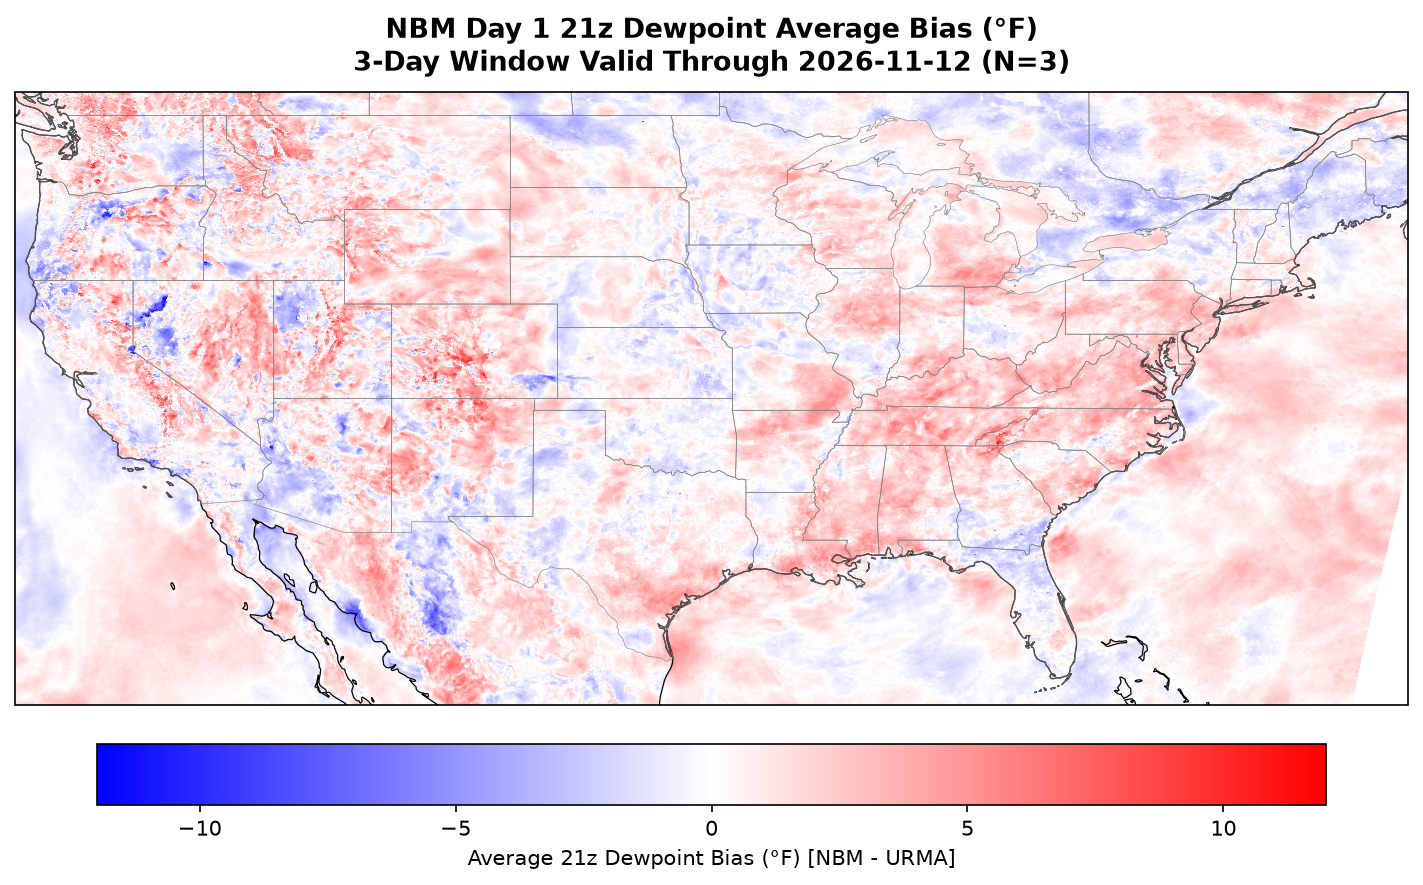 NBM Day 1 21z Dewpoint Average Bias (°F)
3-Day Window Valid Through 2026-11-12 (N=3)
−10 −5 0 5 10
Average 21z Dewpoint Bias (°F) [NBM - URMA]